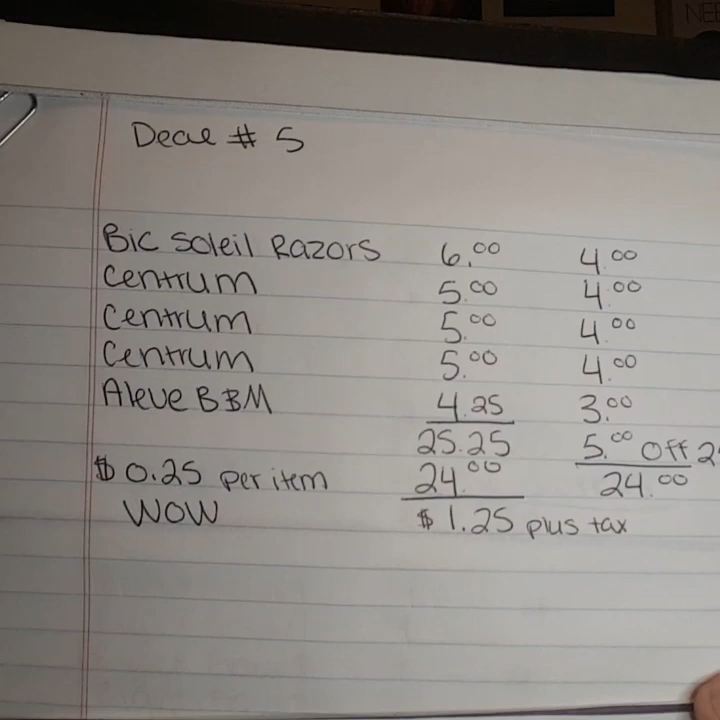 Deal # 5
Bic Soleil Razors 6.00 4.00
Centrum 5.00 4.00
Centrum 5.00 4.00
Centrum 5.00 4.00
Aleve BBM 4.25 3.00
25.25 5.00 Off
$0.25 per item 24.00 24.00
WOW $1.25 plus tax